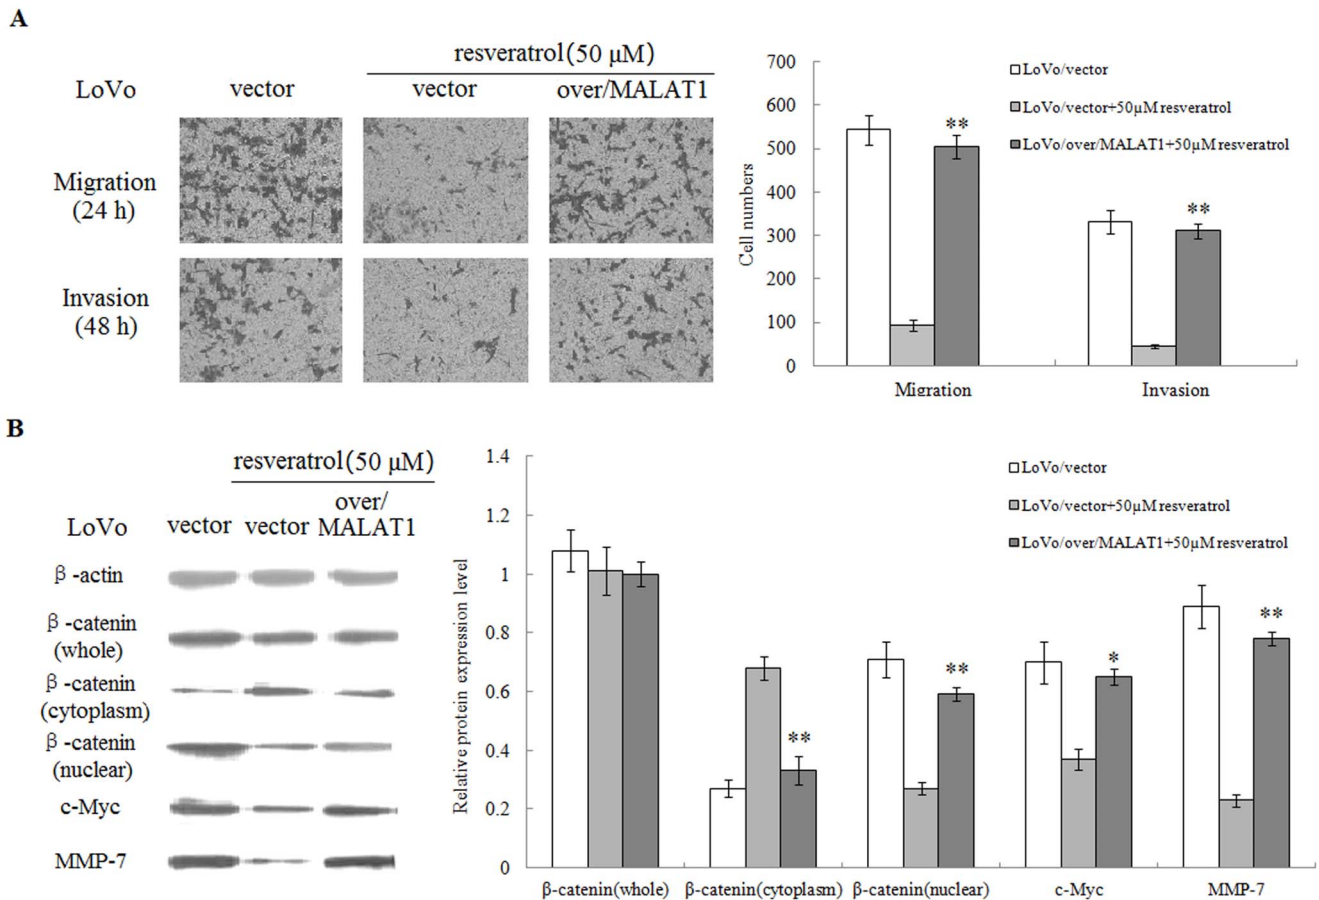 A
resveratrol(50 μM)
LoVo vector vector over/MALAT1
Migration
(24 h)
Invasion
(48 h)
700
600
500
400
300
200
100
0
Cell numbers
LoVo/vector
LoVo/vector+50μM resveratrol
LoVo/over/MALAT1+50μM resveratrol
**
**
Migration Invasion
B
resveratrol(50 μM)
over/
LoVo vector vector MALAT1
β-actin
β-catenin
(whole)
β-catenin
(cytoplasm)
β-catenin
(nuclear)
c-Myc
MMP-7
1.4
1.2
1
0.8
0.6
0.4
0.2
0
Relative protein expression level
LoVo/vector
LoVo/vector+50μM resveratrol
LoVo/over/MALAT1+50μM resveratrol
**
**
*
**
β-catenin(whole) β-catenin(cytoplasm) β-catenin(nuclear) c-Myc MMP-7